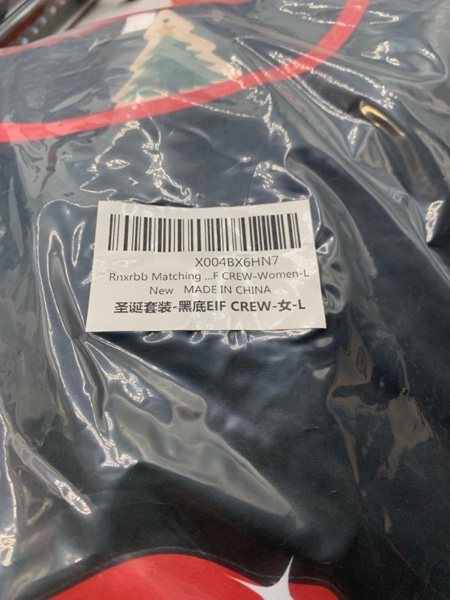 X004BX6HN7
Rnxrbb Matching ...F CREW-Women-L
New MADE IN CHINA
圣诞套装-黑底EIF CREW-女-L